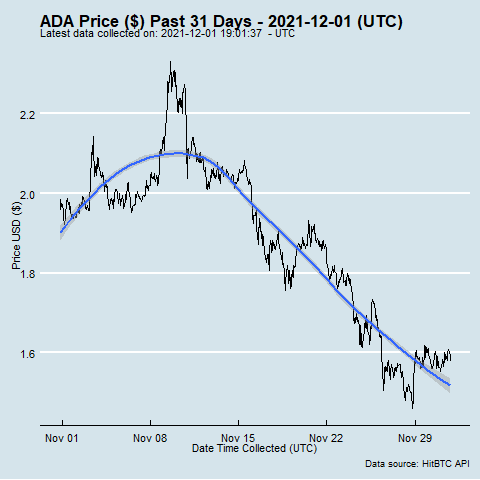 ADA Price ($) Past 31 Days - 2021-12-01 (UTC)
Latest data collected on: 2021-12-01 19:01:37 - UTC
Price USD ($)
2.2
2.0
1.8
1.6
Nov 01 Nov 08 Nov 15 Nov 22 Nov 29
Date Time Collected (UTC)
Data source: HitBTC API